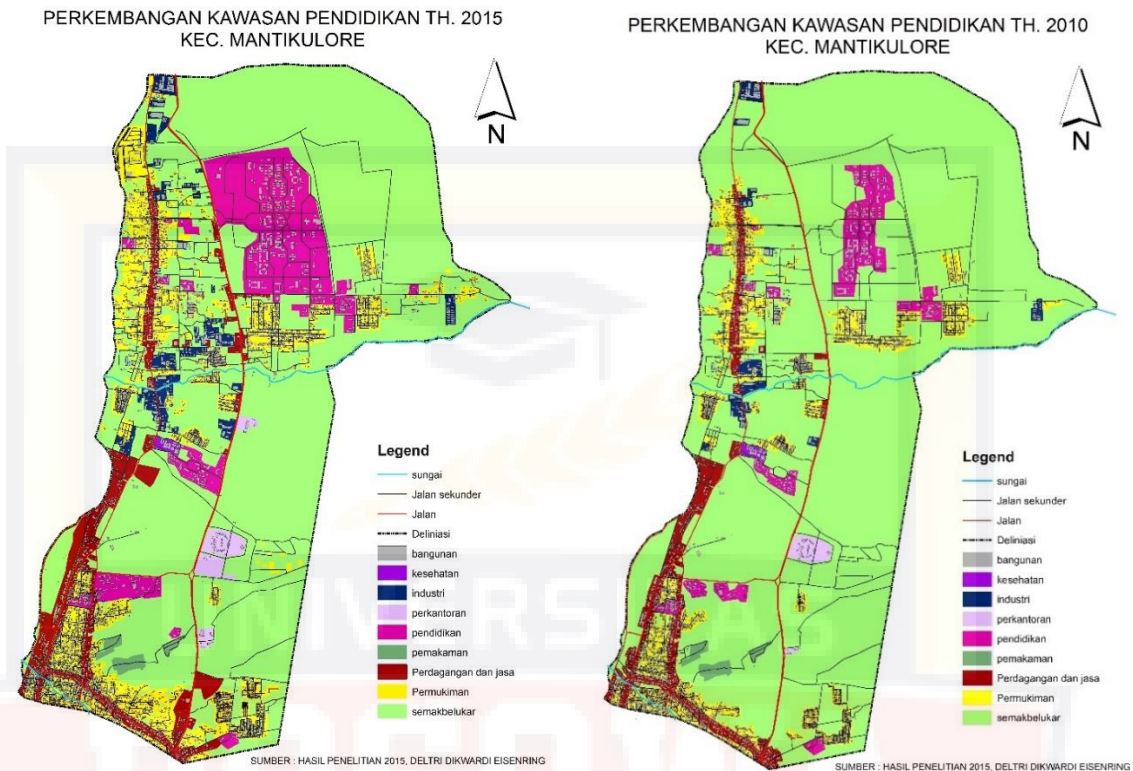 PERKEMBANGAN KAWASAN PENDIDIKAN TH. 2015
KEC. MANTIKULORE
N
Legend
sungai
Jalan sekunder
Jalan
Deliniasi
bangunan
kesehatan
industri
perkantoran
pendidikan
pemakaman
Perdagangan dan jasa
Permukiman
semakbelukar
SUMBER : HASIL PENELITIAN 2015, DELTRI DIKWARDI EISENRING
PERKEMBANGAN KAWASAN PENDIDIKAN TH. 2010
KEC. MANTIKULORE
N
Legend
sungai
Jalan sekunder
Jalan
Deliniasi
bangunan
kesehatan
industri
perkantoran
pendidikan
pemakaman
Perdagangan dan jasa
Permukiman
semakbelukar
SUMBER : HASIL PENELITIAN 2015, DELTRI DIKWARDI EISENRING
UNIVERSITAS